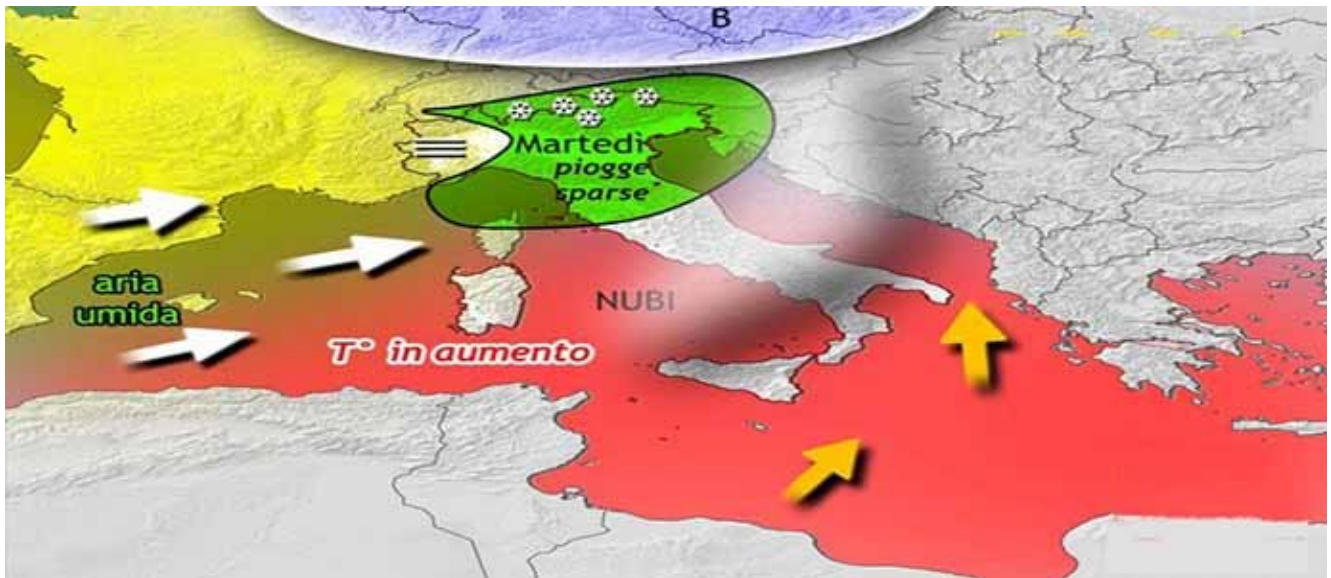 B
Martedì
piogge
sparse
aria
umida
NUBI
T° in aumento